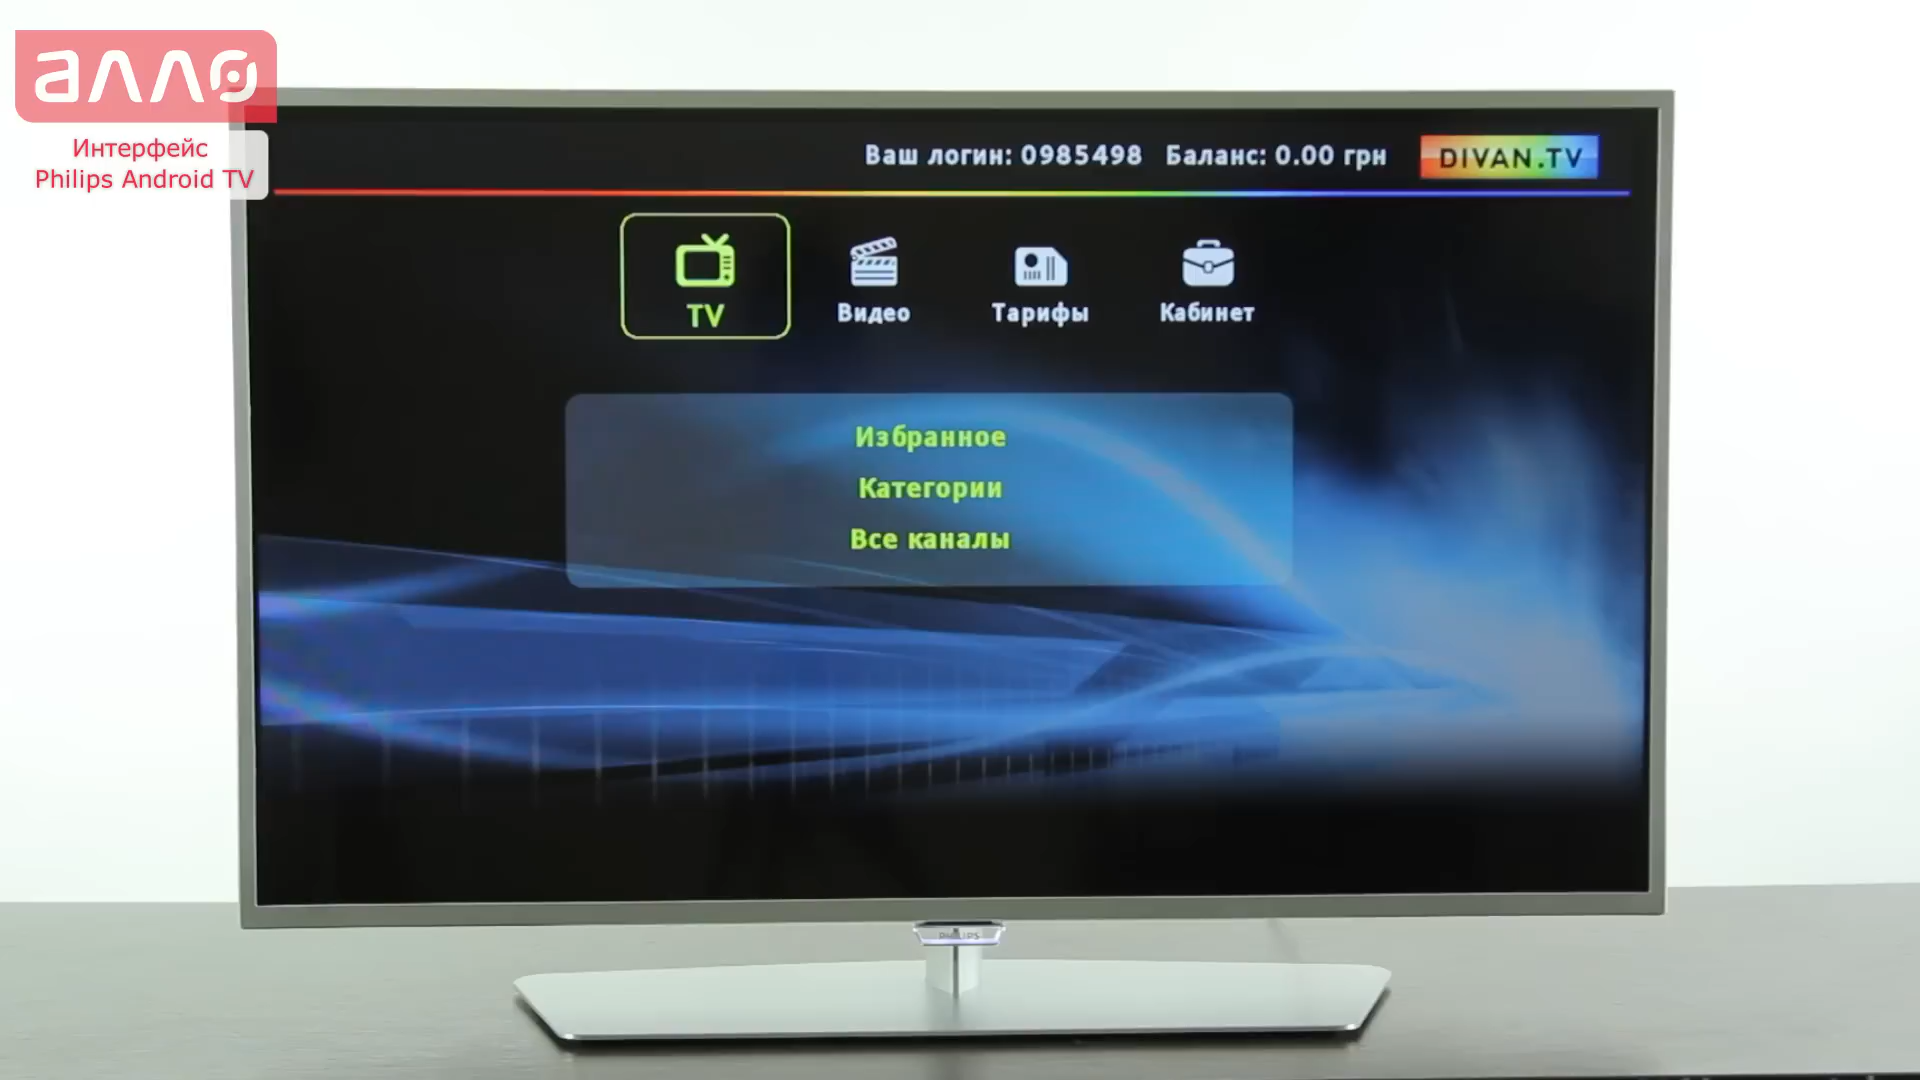 алло
Интерфейс
Philips Android TV
Ваш логин: 0985498 Баланс: 0.00 грн
DIVAN.TV
TV
Видео
Тарифы
Кабинет
Избранное
Категории
Все каналы
PHILIPS